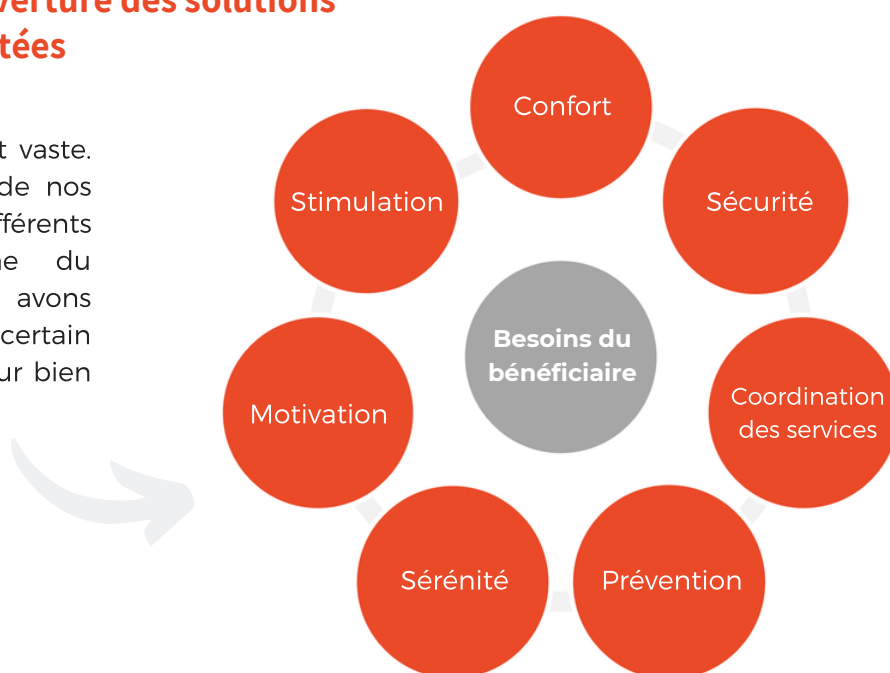 verture des solutions
tées
t vaste.
de nos
fférents
du
avons
certain
ur bien
Confort
Stimulation
Sécurité
Besoins du
bénéficiaire
Motivation
Coordination
des services
Sérénité
Prévention